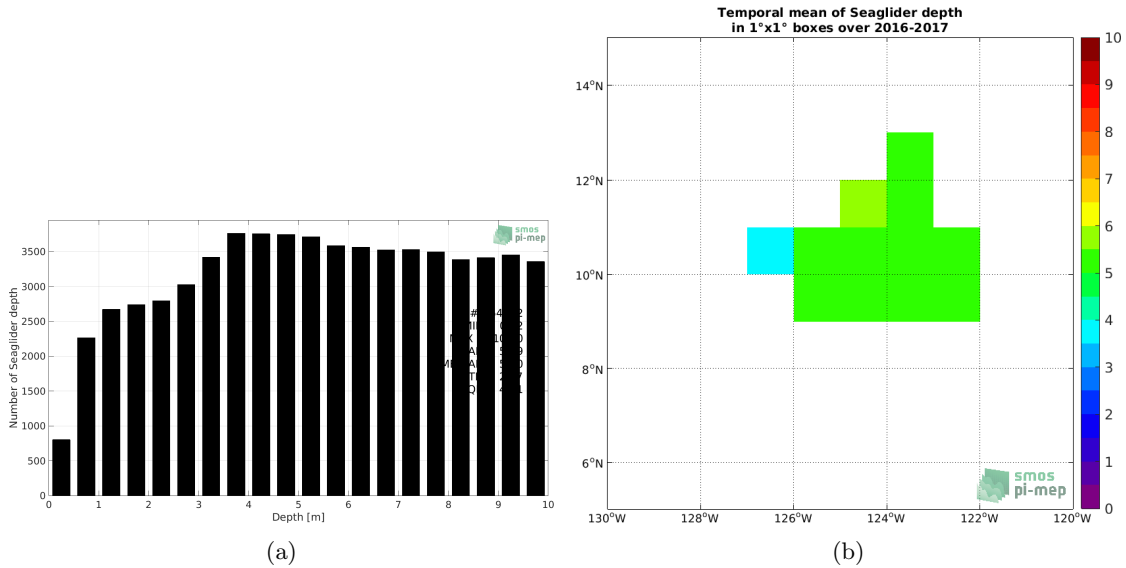 Temporal mean of Seaglider depth
in 1°x1° boxes over 2016-2017
smos
pi-mep
Number of Seaglider depth
3500
3000
2500
2000
1500
1000
500
0
0 1 2 3 4 5 6 7 8 9 10
Depth [m]
(a)
14°N
12°N
10°N
8°N
6°N
130°W 128°W 126°W 124°W 122°W 120°W
10
9
8
7
6
5
4
3
2
1
0
smos
pi-mep
(b)